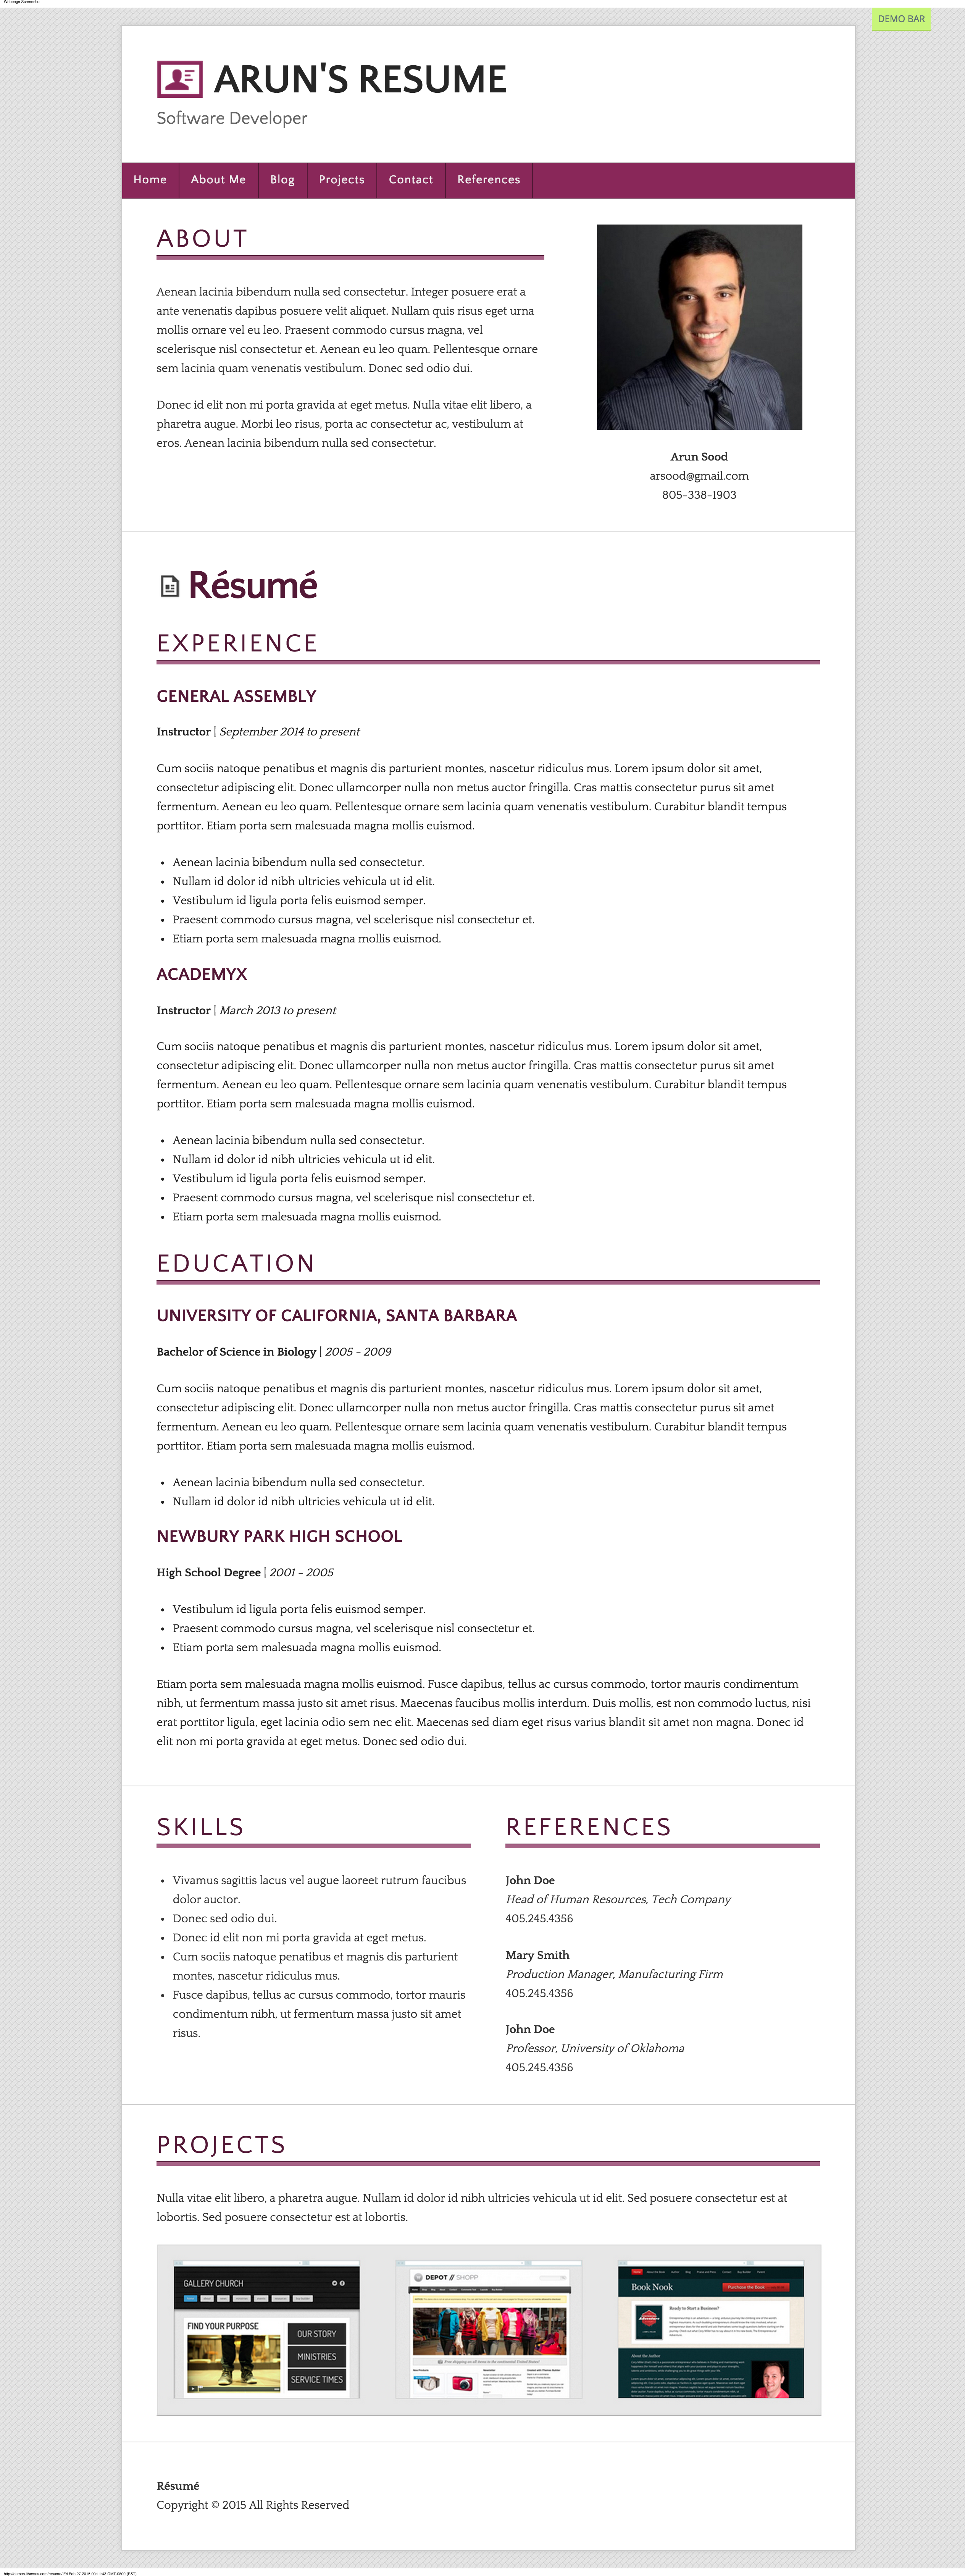 Webpage Screenshot
DEMO BAR
ARUN'S RESUME
Software Developer
Home
About Me
Blog
Projects
Contact
References
ABOUT
Aenean lacinia bibendum nulla sed consectetur. Integer posuere erat a
ante venenatis dapibus posuere velit aliquet. Nullam quis risus eget urna
mollis ornare vel eu leo. Praesent commodo cursus magna, vel
scelerisque nisl consectetur et. Aenean eu leo quam. Pellentesque ornare
sem lacinia quam venenatis vestibulum. Donec sed odio dui.
Donec id elit non mi porta gravida at eget metus. Nulla vitae elit libero, a
pharetra augue. Morbi leo risus, porta ac consectetur ac, vestibulum at
eros. Aenean lacinia bibendum nulla sed consectetur.
Arun Sood
arsood@gmail.com
805-338-1903
Résumé
EXPERIENCE
GENERAL ASSEMBLY
Instructor | September 2014 to present
Cum sociis natoque penatibus et magnis dis parturient montes, nascetur ridiculus mus. Lorem ipsum dolor sit amet,
consectetur adipiscing elit. Donec ullamcorper nulla non metus auctor fringilla. Cras mattis consectetur purus sit amet
fermentum. Aenean eu leo quam. Pellentesque ornare sem lacinia quam venenatis vestibulum. Curabitur blandit tempus
porttitor. Etiam porta sem malesuada magna mollis euismod.
• Aenean lacinia bibendum nulla sed consectetur.
• Nullam id dolor id nibh ultricies vehicula ut id elit.
• Vestibulum id ligula porta felis euismod semper.
• Praesent commodo cursus magna, vel scelerisque nisl consectetur et.
• Etiam porta sem malesuada magna mollis euismod.
ACADEMYX
Instructor | March 2013 to present
Cum sociis natoque penatibus et magnis dis parturient montes, nascetur ridiculus mus. Lorem ipsum dolor sit amet,
consectetur adipiscing elit. Donec ullamcorper nulla non metus auctor fringilla. Cras mattis consectetur purus sit amet
fermentum. Aenean eu leo quam. Pellentesque ornare sem lacinia quam venenatis vestibulum. Curabitur blandit tempus
porttitor. Etiam porta sem malesuada magna mollis euismod.
• Aenean lacinia bibendum nulla sed consectetur.
• Nullam id dolor id nibh ultricies vehicula ut id elit.
• Vestibulum id ligula porta felis euismod semper.
• Praesent commodo cursus magna, vel scelerisque nisl consectetur et.
• Etiam porta sem malesuada magna mollis euismod.
EDUCATION
UNIVERSITY OF CALIFORNIA, SANTA BARBARA
Bachelor of Science in Biology | 2005 - 2009
Cum sociis natoque penatibus et magnis dis parturient montes, nascetur ridiculus mus. Lorem ipsum dolor sit amet,
consectetur adipiscing elit. Donec ullamcorper nulla non metus auctor fringilla. Cras mattis consectetur purus sit amet
fermentum. Aenean eu leo quam. Pellentesque ornare sem lacinia quam venenatis vestibulum. Curabitur blandit tempus
porttitor. Etiam porta sem malesuada magna mollis euismod.
• Aenean lacinia bibendum nulla sed consectetur.
• Nullam id dolor id nibh ultricies vehicula ut id elit.
NEWBURY PARK HIGH SCHOOL
High School Degree | 2001 - 2005
• Vestibulum id ligula porta felis euismod semper.
• Praesent commodo cursus magna, vel scelerisque nisl consectetur et.
• Etiam porta sem malesuada magna mollis euismod.
Etiam porta sem malesuada magna mollis euismod. Fusce dapibus, tellus ac cursus commodo, tortor mauris condimentum
nibh, ut fermentum massa justo sit amet risus. Maecenas faucibus mollis interdum. Duis mollis, est non commodo luctus, nisi
erat porttitor ligula, eget lacinia odio sem nec elit. Maecenas sed diam eget risus varius blandit sit amet non magna. Donec id
elit non mi porta gravida at eget metus. Donec sed odio dui.
SKILLS
• Vivamus sagittis lacus vel augue laoreet rutrum faucibus
dolor auctor.
• Donec sed odio dui.
• Donec id elit non mi porta gravida at eget metus.
• Cum sociis natoque penatibus et magnis dis parturient
montes, nascetur ridiculus mus.
• Fusce dapibus, tellus ac cursus commodo, tortor mauris
condimentum nibh, ut fermentum massa justo sit amet
risus.
REFERENCES
John Doe
Head of Human Resources, Tech Company
405.245.4356
Mary Smith
Production Manager, Manufacturing Firm
405.245.4356
John Doe
Professor, University of Oklahoma
405.245.4356
PROJECTS
Nulla vitae elit libero, a pharetra augue. Nullam id dolor id nibh ultricies vehicula ut id elit. Sed posuere consectetur est at
lobortis. Sed posuere consectetur est at lobortis.
GALLERY CHURCH
FIND YOUR PURPOSE
OUR STORY
MINISTRIES
SERVICE TIMES
DEPOT // SHOPP
Book Nook
Purchase the Book
Ready to Start a Business?
About the Author
Résumé
Copyright © 2015 All Rights Reserved